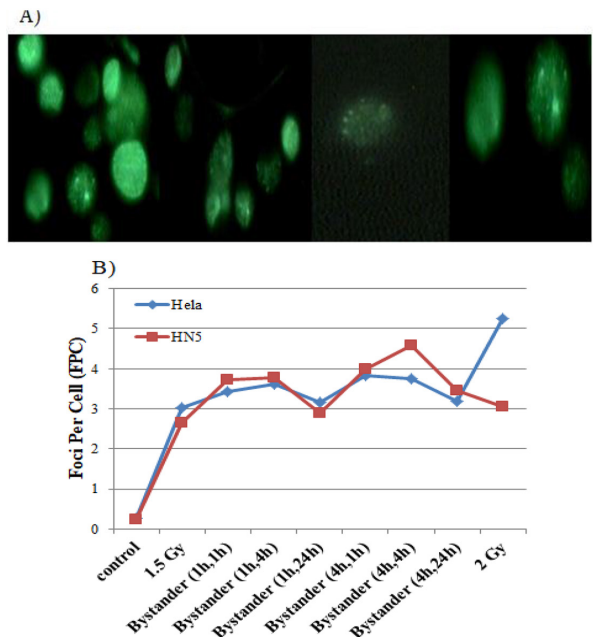 A)
B)
6
5
4
3
2
1
0
Foci Per Cell (FPC)
Hela
HN5
control
1.5 Gy
Bystander (1h,1h)
Bystander (1h,4h)
Bystander (1h,24h)
Bystander (4h,1h)
Bystander (4h,4h)
Bystander (4h,24h)
2 Gy